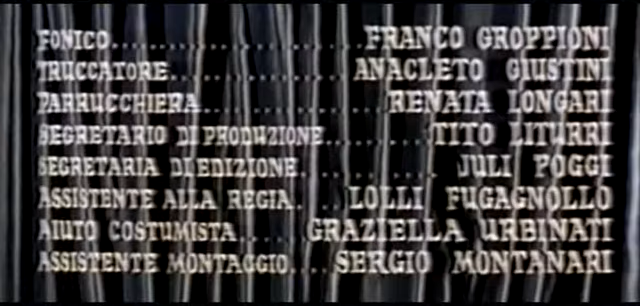 FONICO......................FRANCO GROPPIONI
TRUCCATORE................ANACLETO GIUSTINI
PARRUCCHIERA................RENATA LONGARI
SEGRETARIO DI PRODUZIONE.........TITO LITURRI
SEGRETARIA DI EDIZIONE............JULI POGGI
ASSISTENTE ALLA REGIA.....LOLLI FUGAGNOLLO
AIUTO COSTUMISTA......GRAZIELLA URBINATI
ASSISTENTE MONTAGGIO....SERGIO MONTANARI